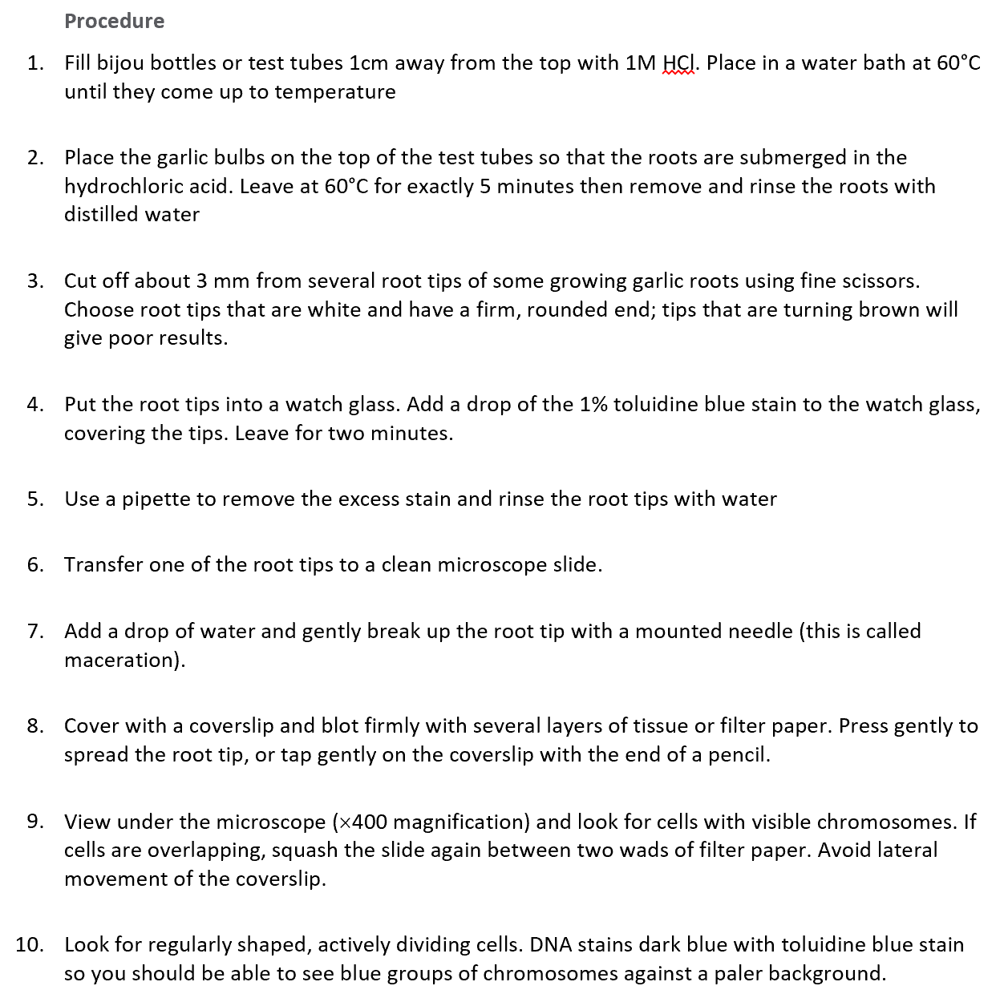 Procedure
1. Fill bijou bottles or test tubes 1cm away from the top with 1M HCl. Place in a water bath at 60°C
until they come up to temperature
2. Place the garlic bulbs on the top of the test tubes so that the roots are submerged in the
hydrochloric acid. Leave at 60°C for exactly 5 minutes then remove and rinse the roots with
distilled water
3. Cut off about 3 mm from several root tips of some growing garlic roots using fine scissors.
Choose root tips that are white and have a firm, rounded end; tips that are turning brown will
give poor results.
4. Put the root tips into a watch glass. Add a drop of the 1% toluidine blue stain to the watch glass,
covering the tips. Leave for two minutes.
5. Use a pipette to remove the excess stain and rinse the root tips with water
6. Transfer one of the root tips to a clean microscope slide.
7. Add a drop of water and gently break up the root tip with a mounted needle (this is called
maceration).
8. Cover with a coverslip and blot firmly with several layers of tissue or filter paper. Press gently to
spread the root tip, or tap gently on the coverslip with the end of a pencil.
9. View under the microscope (×400 magnification) and look for cells with visible chromosomes. If
cells are overlapping, squash the slide again between two wads of filter paper. Avoid lateral
movement of the coverslip.
10. Look for regularly shaped, actively dividing cells. DNA stains dark blue with toluidine blue stain
so you should be able to see blue groups of chromosomes against a paler background.